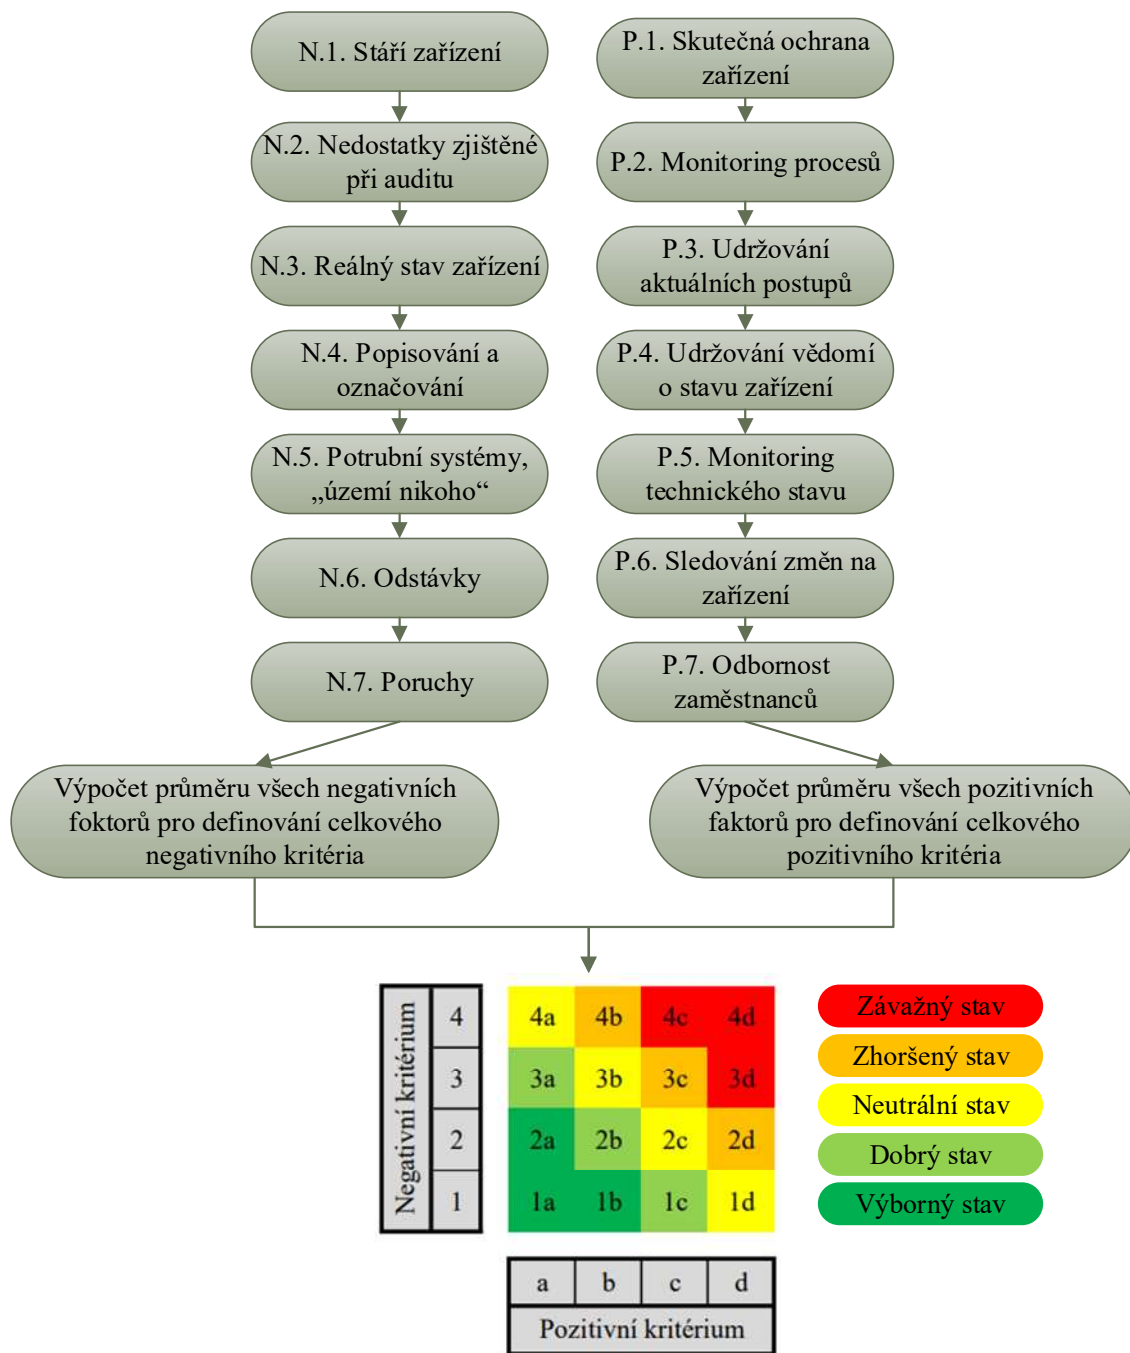 N.1. Stáří zařízení
N.2. Nedostatky zjištěné
při auditu
N.3. Reálný stav zařízení
N.4. Popisování a
označování
N.5. Potrubní systémy,
„území nikoho“
N.6. Odstávky
N.7. Poruchy
Výpočet průměru všech negativních
foktorů pro definování celkového
negativního kritéria
P.1. Skutečná ochrana
zařízení
P.2. Monitoring procesů
P.3. Udržování
aktuálních postupů
P.4. Udržování vědomí
o stavu zařízení
P.5. Monitoring
technického stavu
P.6. Sledování změn na
zařízení
P.7. Odbornost
zaměstnanců
Výpočet průměru všech pozitivních
faktorů pro definování celkového
pozitivního kritéria
Negativní kritérium
4 4a 4b 4c 4d
3 3a 3b 3c 3d
2 2a 2b 2c 2d
1 1a 1b 1c 1d
a b c d
Pozitivní kritérium
Závažný stav
Zhoršený stav
Neutrální stav
Dobrý stav
Výborný stav